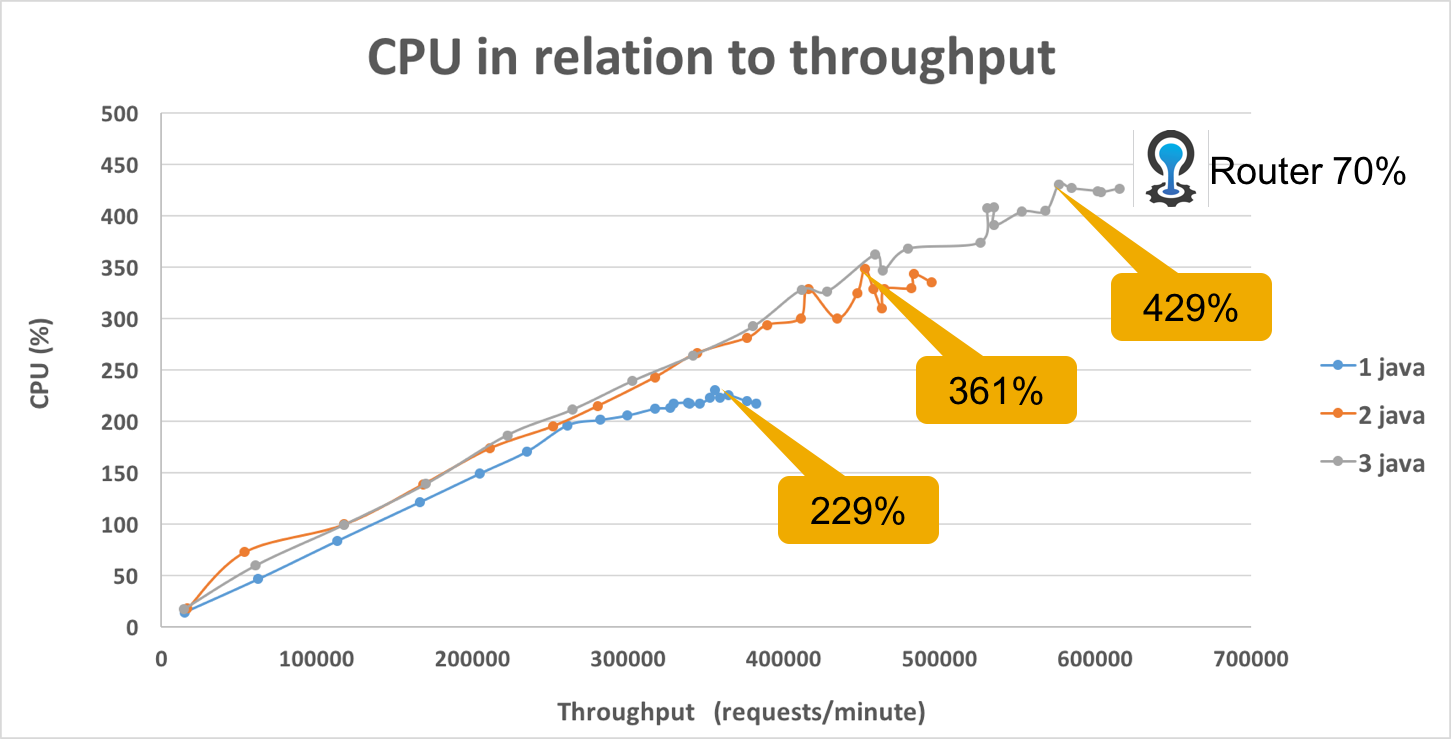 CPU in relation to throughput
500
450
400
350
300
250
200
150
100
50
0
CPU (%)
0 100000 200000 300000 400000 500000 600000 700000
Throughput (requests/minute)
Router 70%
429%
361%
229%
1 java
2 java
3 java